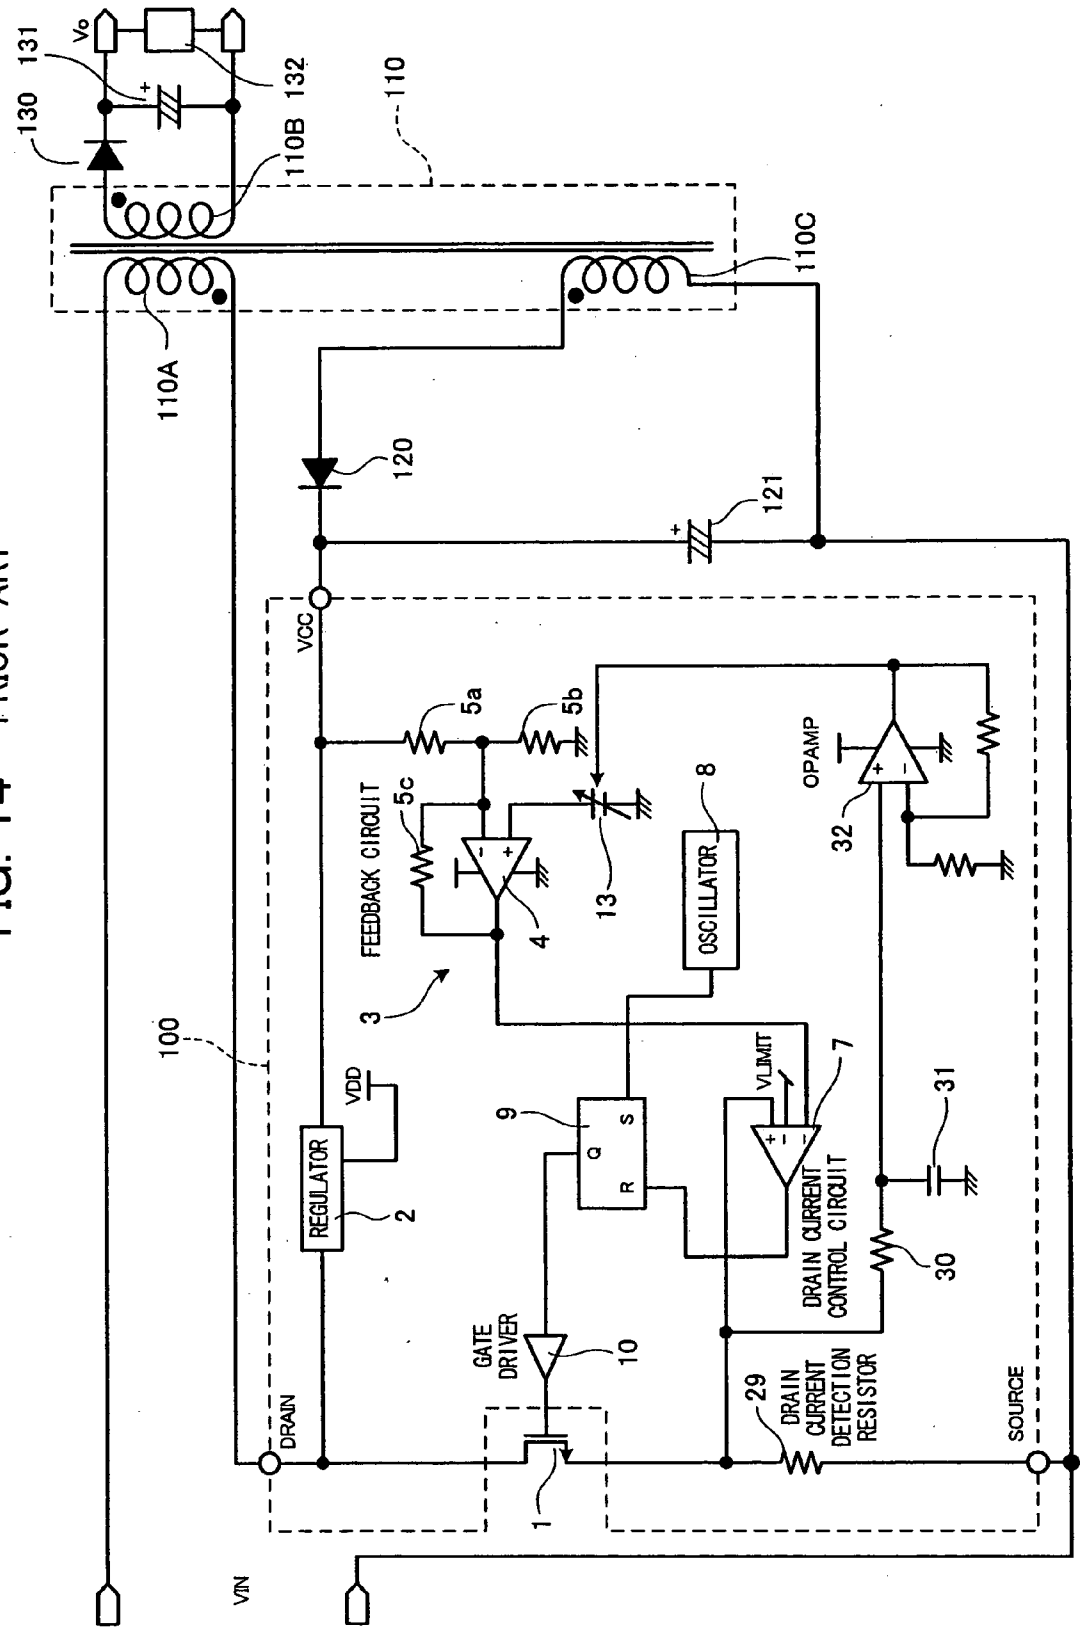 FIG. 14 PRIOR ART
VIN
Vo
130
131
132
110
110A
110B
110C
120
121
100
DRAIN
VCC
SOURCE
REGULATOR
2
VDD
FEEDBACK CIRCUIT
3
4
5a
5b
5c
13
OSCILLATOR
8
9
Q
S
R
GATE
DRIVER
10
1
VLIMIT
7
+
−
−
DRAIN CURRENT
CONTROL CIRCUIT
29
DRAIN
CURRENT
DETECTION
RESISTOR
30
31
OPAMP
32
+
−
−
+
+
+